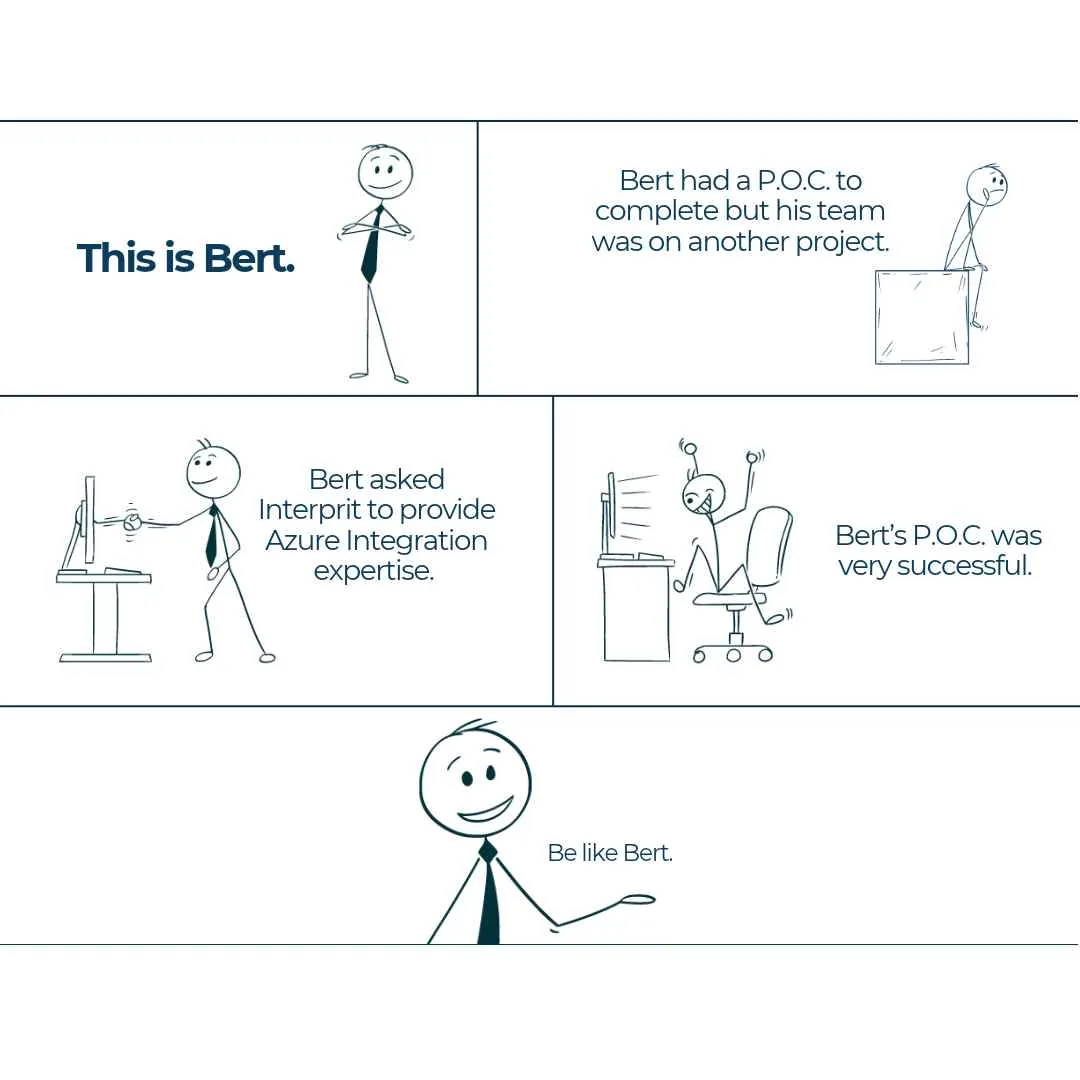 This is Bert.
Bert had a P.O.C. to
complete but his team
was on another project.
Bert asked
Interprit to provide
Azure Integration
expertise.
Bert’s P.O.C. was
very successful.
Be like Bert.